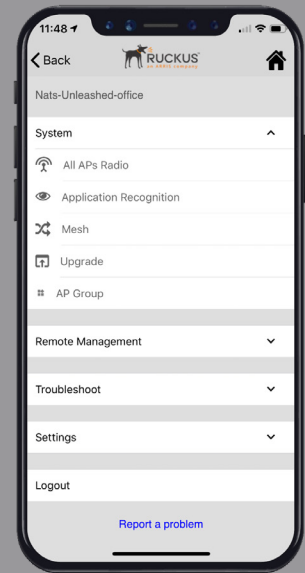 11:48
Back
RUCKUS
Nats-Unleashed-office
System
All APs Radio
Application Recognition
Mesh
Upgrade
AP Group
Remote Management
Troubleshoot
Settings
Logout
Report a problem